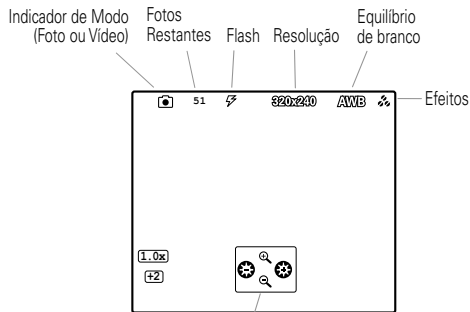 Indicador de Modo
(Foto ou Vídeo)
Fotos
Restantes
Flash
Resolução
Equilíbrio
de branco
Efeitos
51
320x240
AWB
1.0x
+2